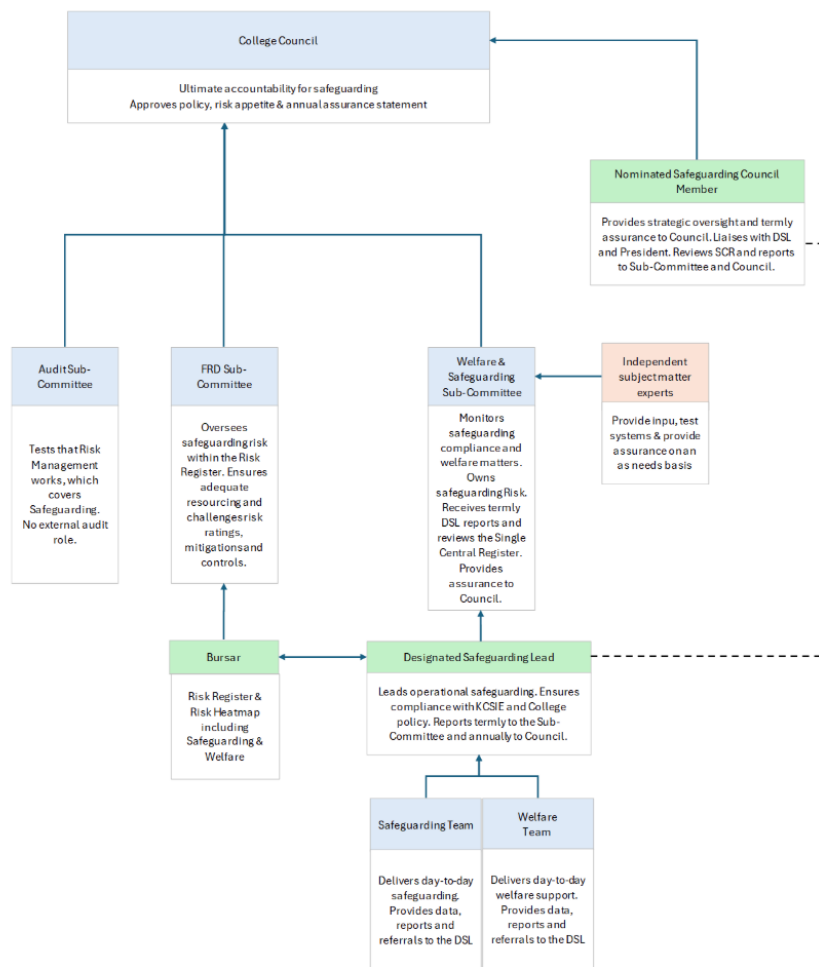 College Council
Ultimate accountability for safeguarding
Approves policy, risk appetite & annual assurance statement
Nominated Safeguarding Council
Member
Provides strategic oversight and termly
assurance to Council. Liaises with DSL
and President. Reviews SCR and reports
to Sub-Committee and Council.
Audit Sub-
Committee
Tests that Risk
Management
works, which
covers
Safeguarding.
No external audit
role.
FRD Sub-
Committee
Oversees
safeguarding risk
within the Risk
Register. Ensures
adequate
resourcing and
challenges risk
ratings,
mitigations and
controls.
Welfare &
Safeguarding
Sub-Committee
Monitors
safeguarding
compliance and
welfare matters.
Owns
safeguarding Risk.
Receives termly
DSL reports and
reviews the Single
Central Register.
Provides
assurance to
Council.
Independent
subject matter
experts
Provide inpu, test
systems & provide
assurance on an
as needs basis
Bursar
Risk Register &
Risk Heatmap
including
Safeguarding &
Welfare
Designated Safeguarding Lead
Leads operational safeguarding. Ensures
compliance with KCSIE and College
policy. Reports termly to the Sub-
Committee and annually to Council.
Safeguarding Team
Delivers day-to-day
safeguarding.
Provides data,
reports and
referrals to the DSL
Welfare
Team
Delivers day-to-day
welfare support.
Provides data,
reports and
referrals to the DSL